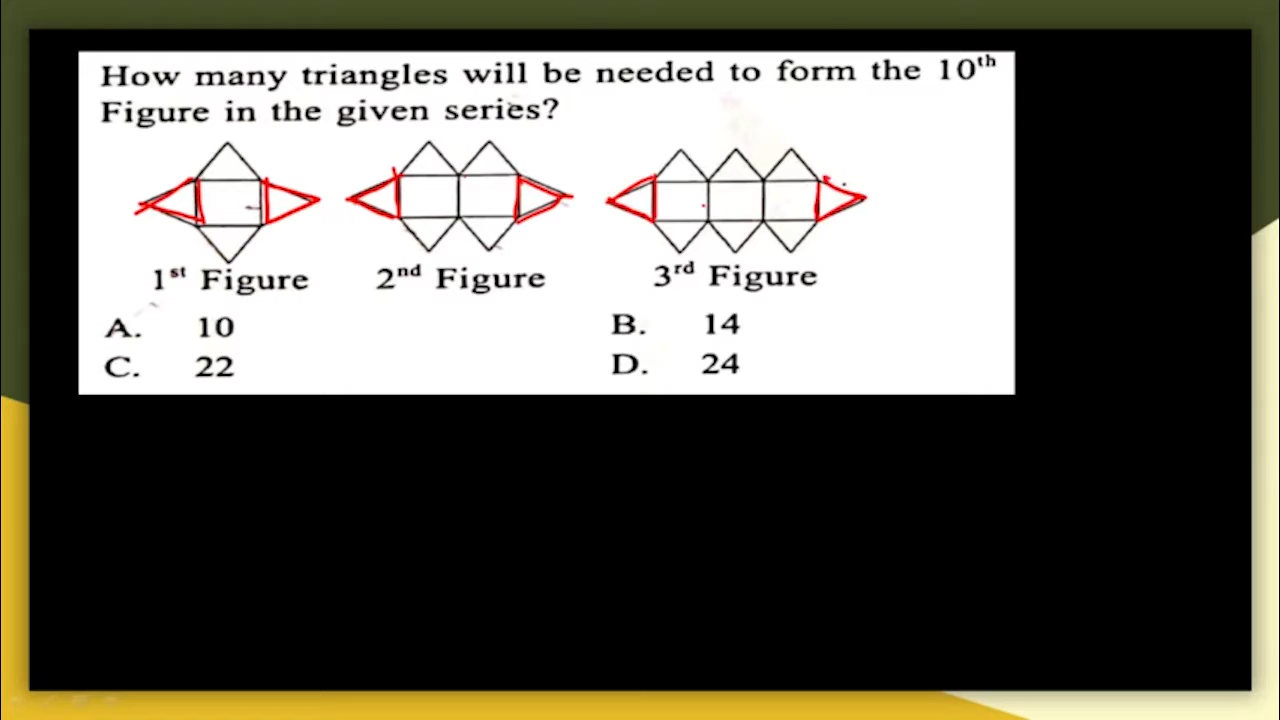 How many triangles will be needed to form the 10th
Figure in the given series?
1st Figure 2nd Figure 3rd Figure
A. 10 B. 14
C. 22 D. 24